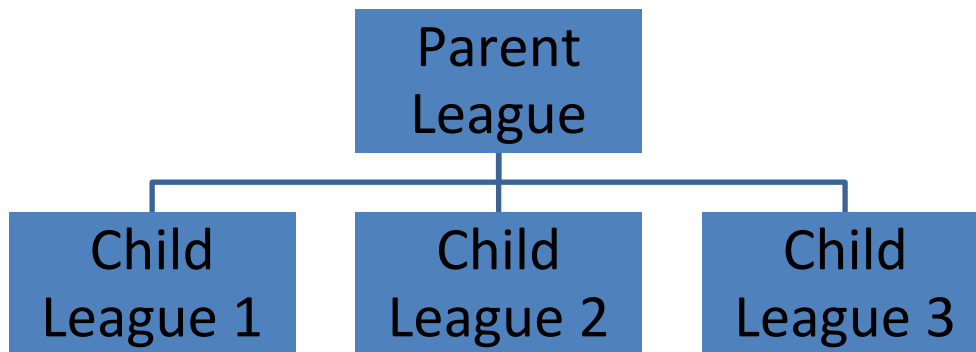 Parent
League
Child
League 1
Child
League 2
Child
League 3